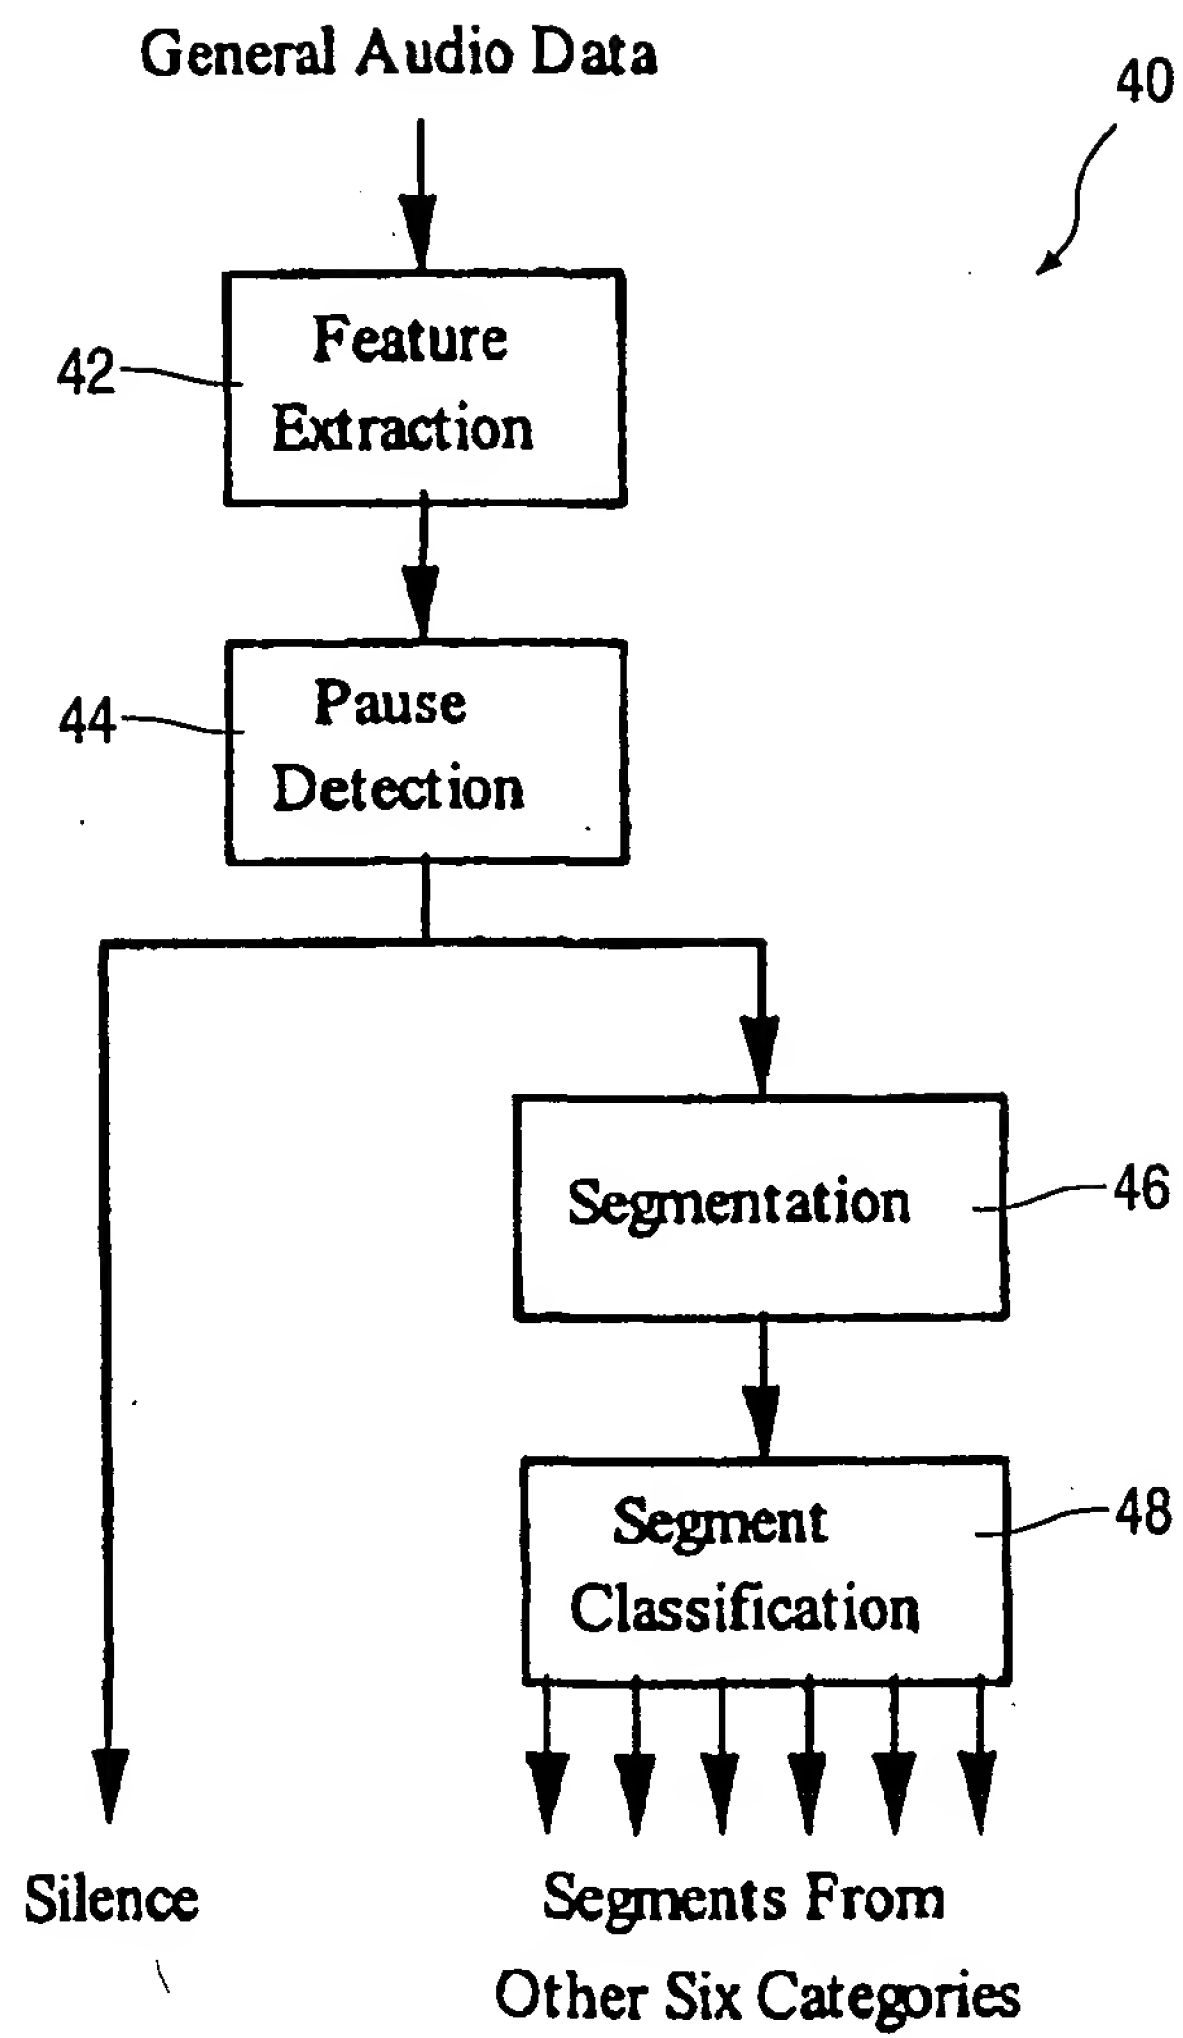 General Audio Data
40
42
Feature
Extraction
44
Pause
Detection
Segmentation
46
Segment
Classification
48
Silence
Segments From
Other Six Categories